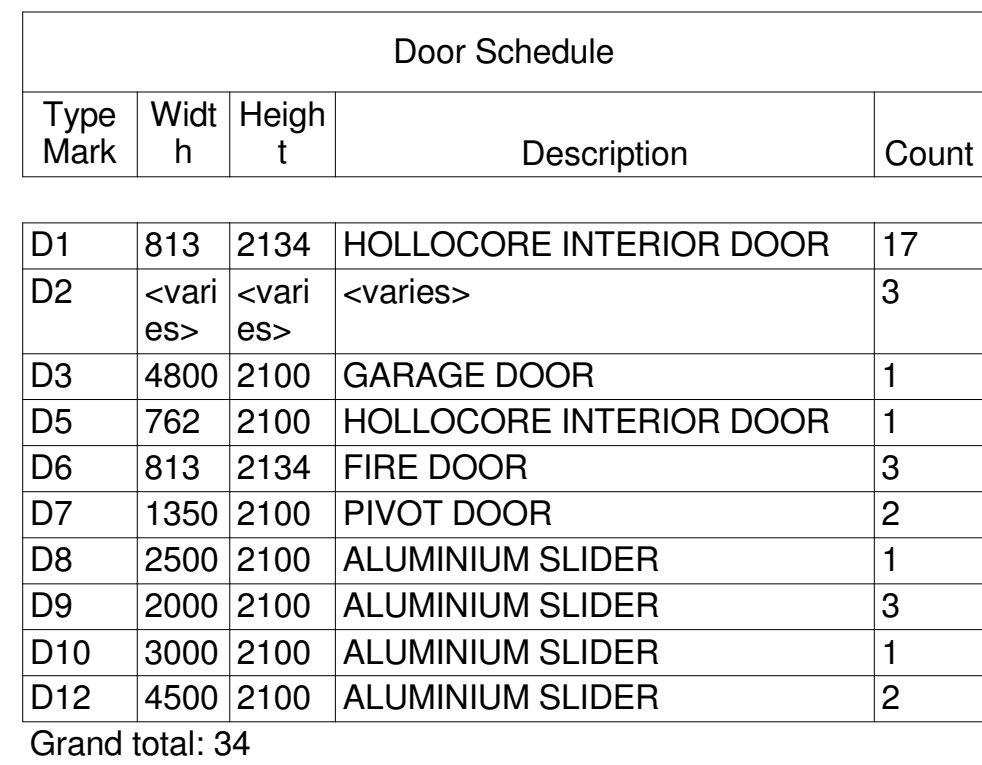 Door Schedule
Type Mark Widt h Heigh t Description Count
D1 813 2134 HOLLOCORE INTERIOR DOOR 17
D2 <vari es> <vari es> <varies> 3
D3 4800 2100 GARAGE DOOR 1
D5 762 2100 HOLLOCORE INTERIOR DOOR 1
D6 813 2134 FIRE DOOR 3
D7 1350 2100 PIVOT DOOR 2
D8 2500 2100 ALUMINIUM SLIDER 1
D9 2000 2100 ALUMINIUM SLIDER 3
D10 3000 2100 ALUMINIUM SLIDER 1
D12 4500 2100 ALUMINIUM SLIDER 2
Grand total: 34